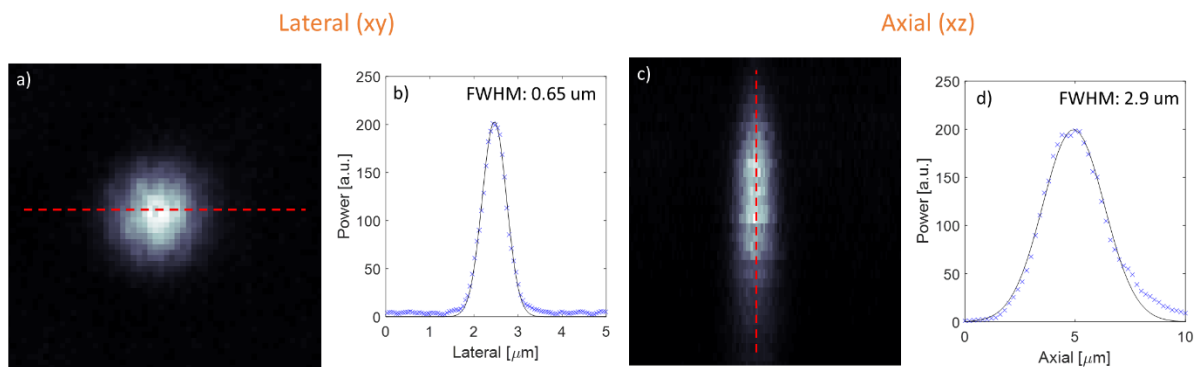 Lateral (xy)
Axial (xz)
a)
b)
FWHM: 0.65 um
250
200
150
100
50
0
Power [a.u.]
0 1 2 3 4 5
Lateral [μm]
c)
d)
FWHM: 2.9 um
250
200
150
100
50
0
Power [a.u.]
0 5 10
Axial [μm]